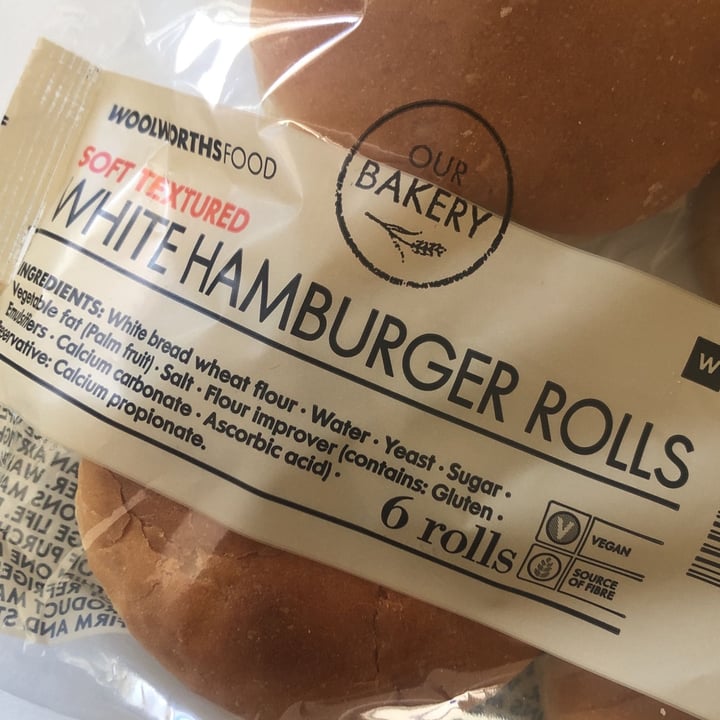 WOOLWORTHSFOOD
SOFT TEXTURED
WHITE HAMBURGER ROLLS
OUR
BAKERY
INGREDIENTS: White bread wheat flour · Water · Yeast · Sugar ·
Vegetable fat (Palm fruit) · Salt · Flour improver (contains: Gluten ·
Emulsifiers · Calcium carbonate · Ascorbic acid) ·
Calcium propionate.
6 rolls
VEGAN
SOURCE
OF FIBRE
W